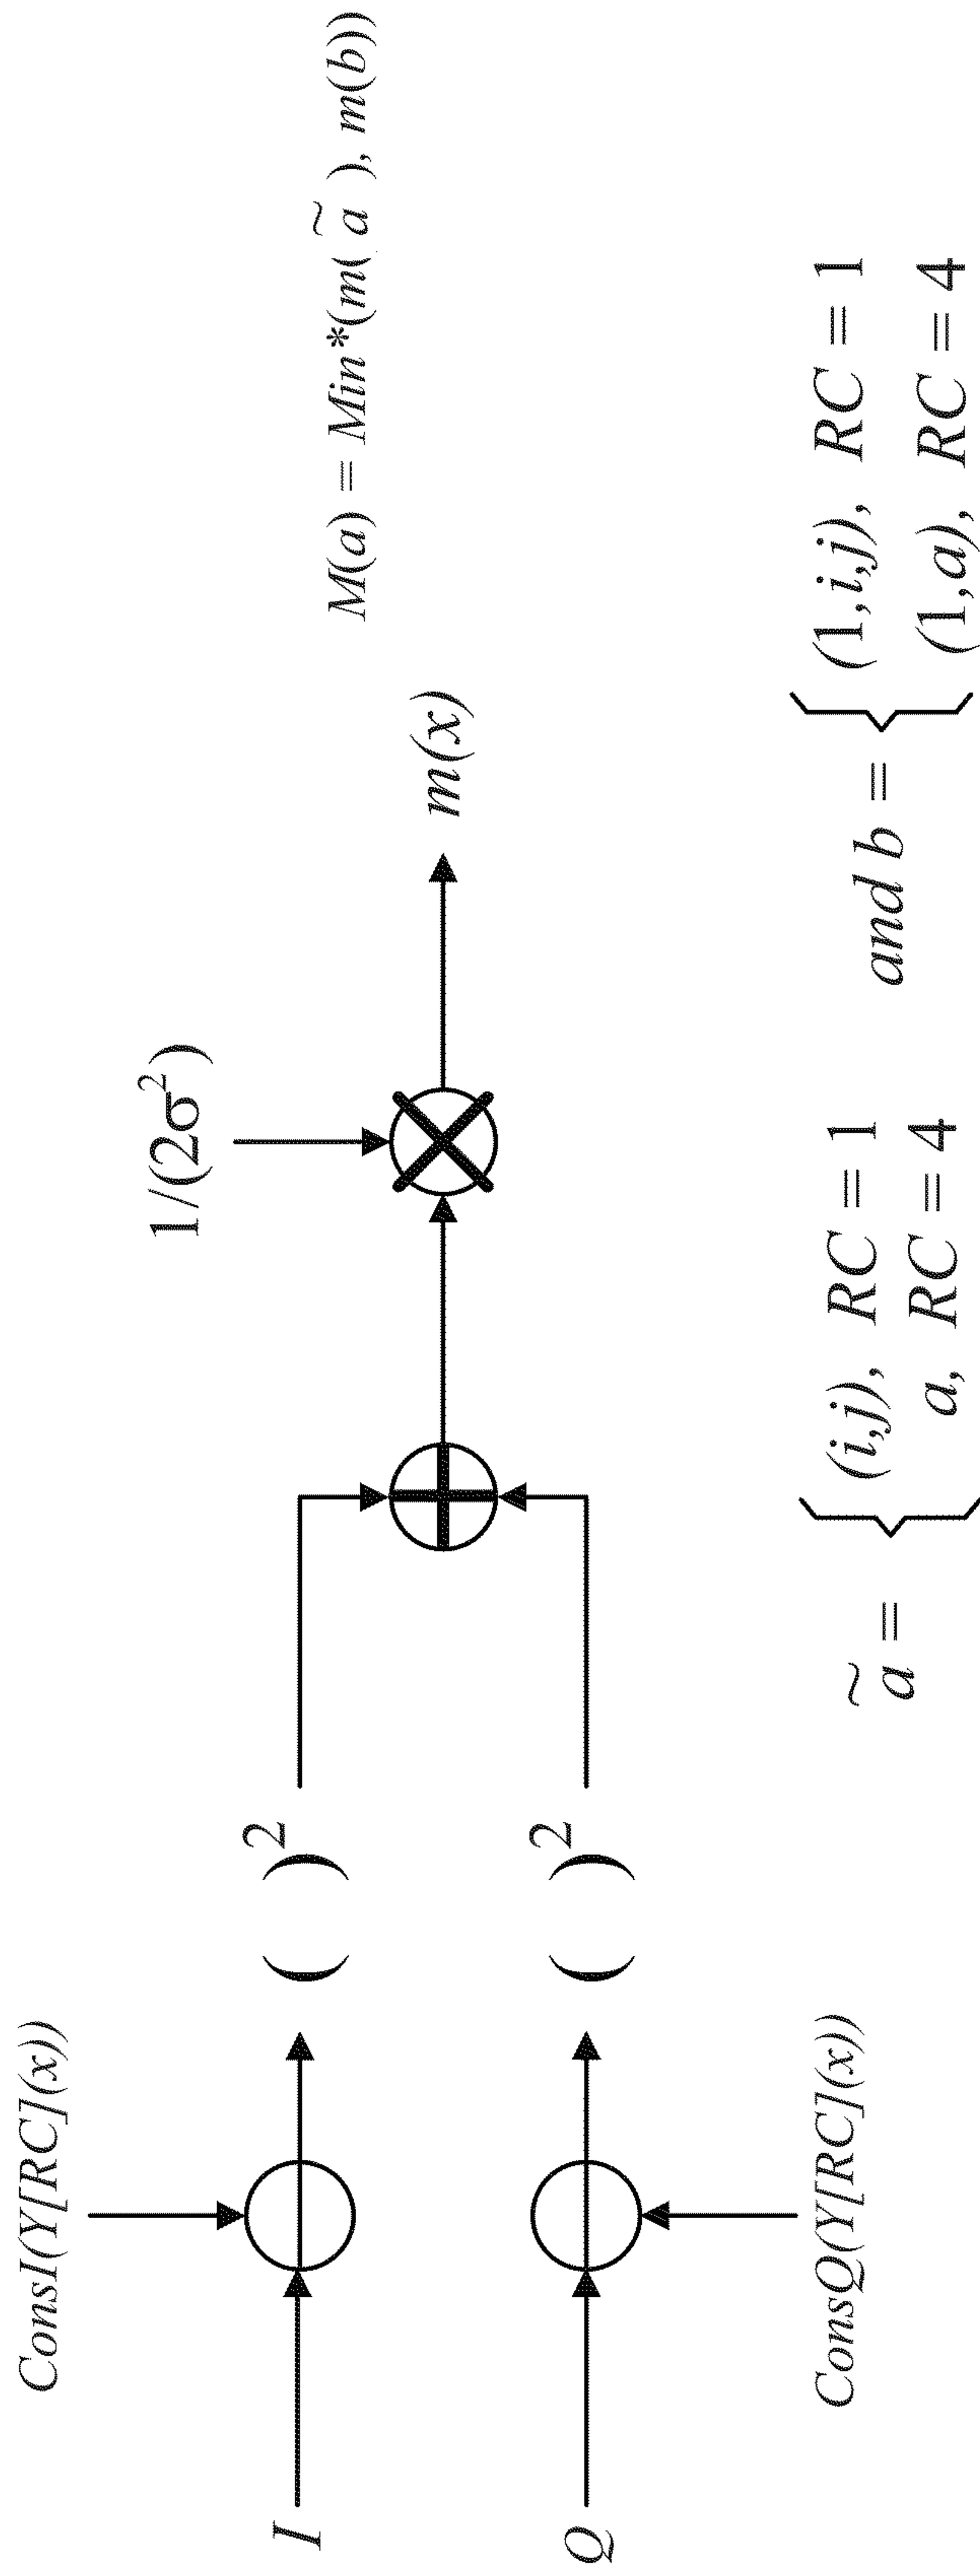 ConsI(Y[RC](x))
I
( )²
1/(2σ²)
M(a) = Min*(m(ã), m(b))
m(x)
Q
( )²
ConsQ(Y[RC](x))
ã = { (i,j), RC = 1
a, RC = 4
and b = { (1,i,j), RC = 1
(1,a), RC = 4